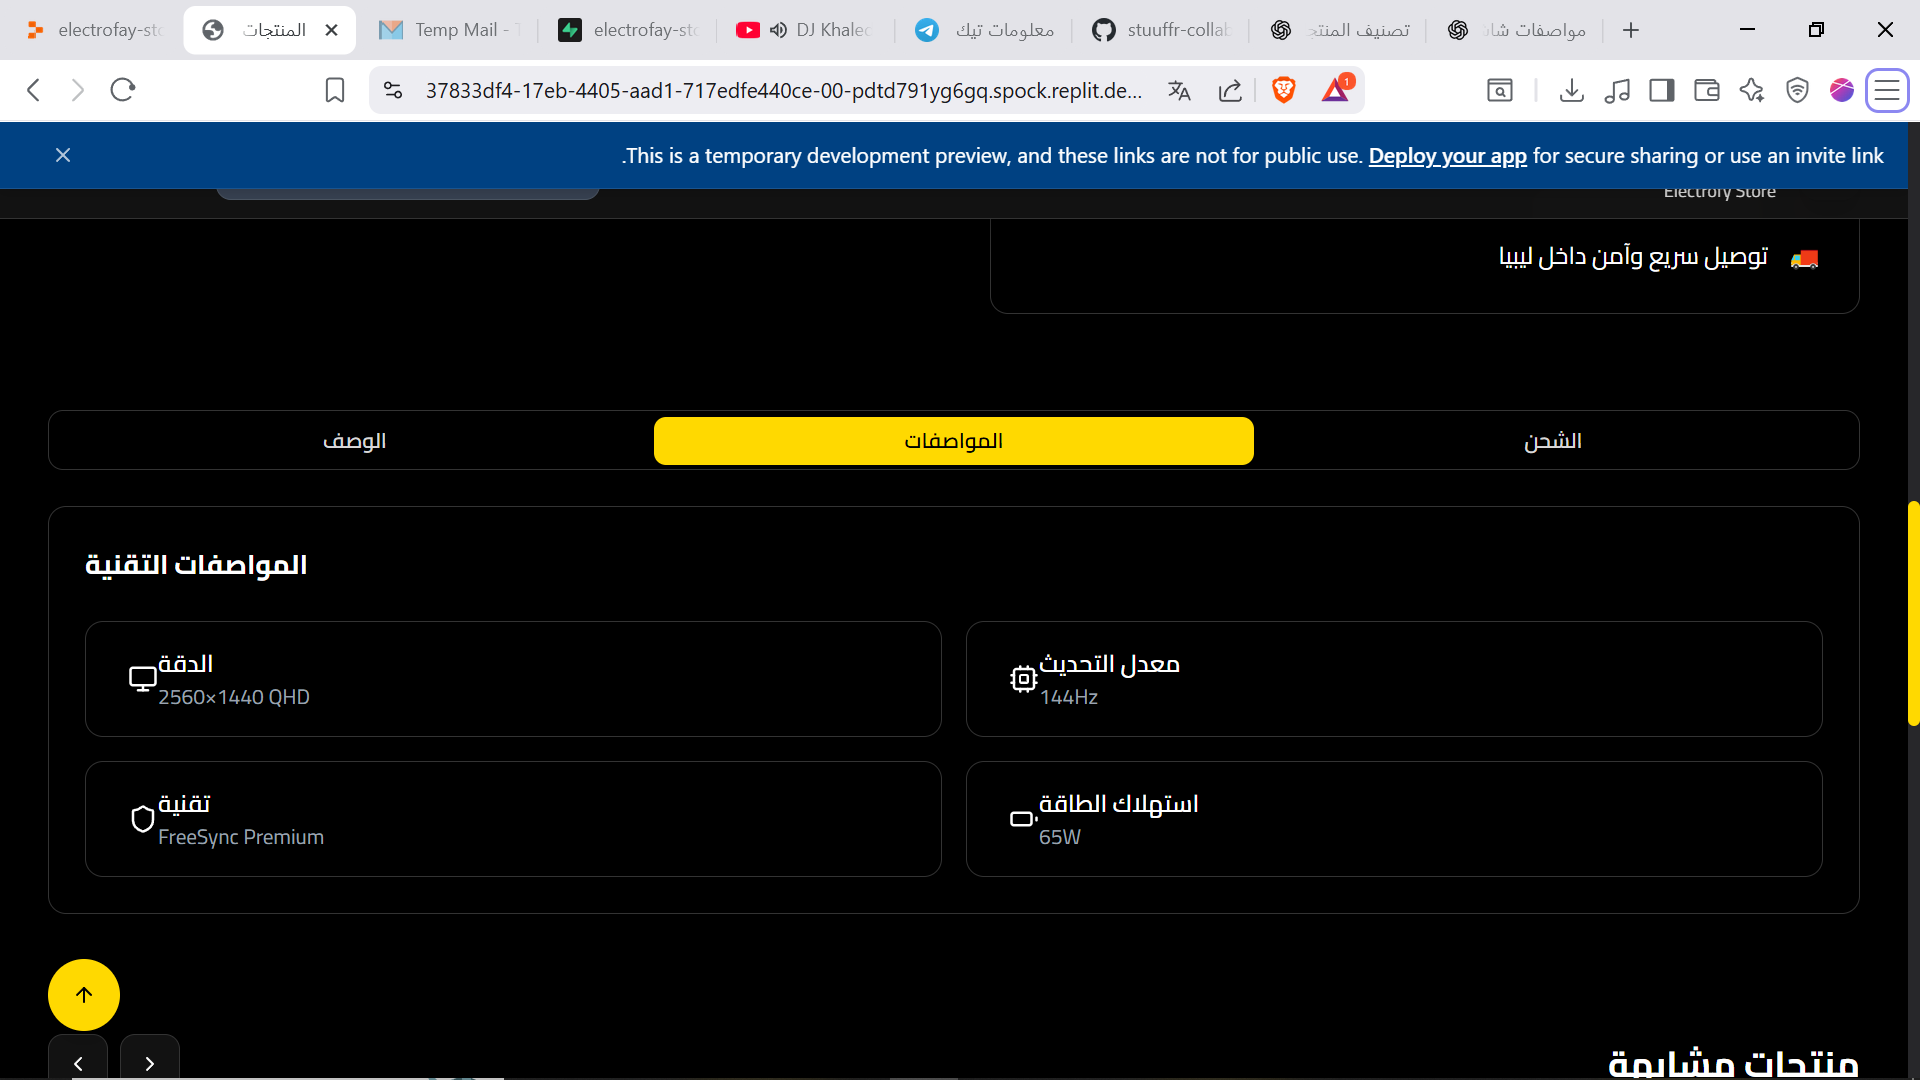 electrofay-sto
المنتجات
Temp Mail - T
electrofay-sto
DJ Khaled
معلومات تيك
stuuffr-collab
تصنيف المنتج
مواصفات شاش
37833df4-17eb-4405-aad1-717edfe440ce-00-pdtd791yg6gq.spock.replit.de...
1
.This is a temporary development preview, and these links are not for public use. Deploy your app for secure sharing or use an invite link
Electrofy Store
توصيل سريع وآمن داخل ليبيا
الشحن
المواصفات
الوصف
المواصفات التقنية
معدل التحديث
144Hz
الدقة
2560×1440 QHD
استهلاك الطاقة
65W
تقنية
FreeSync Premium
منتجات مشابهة